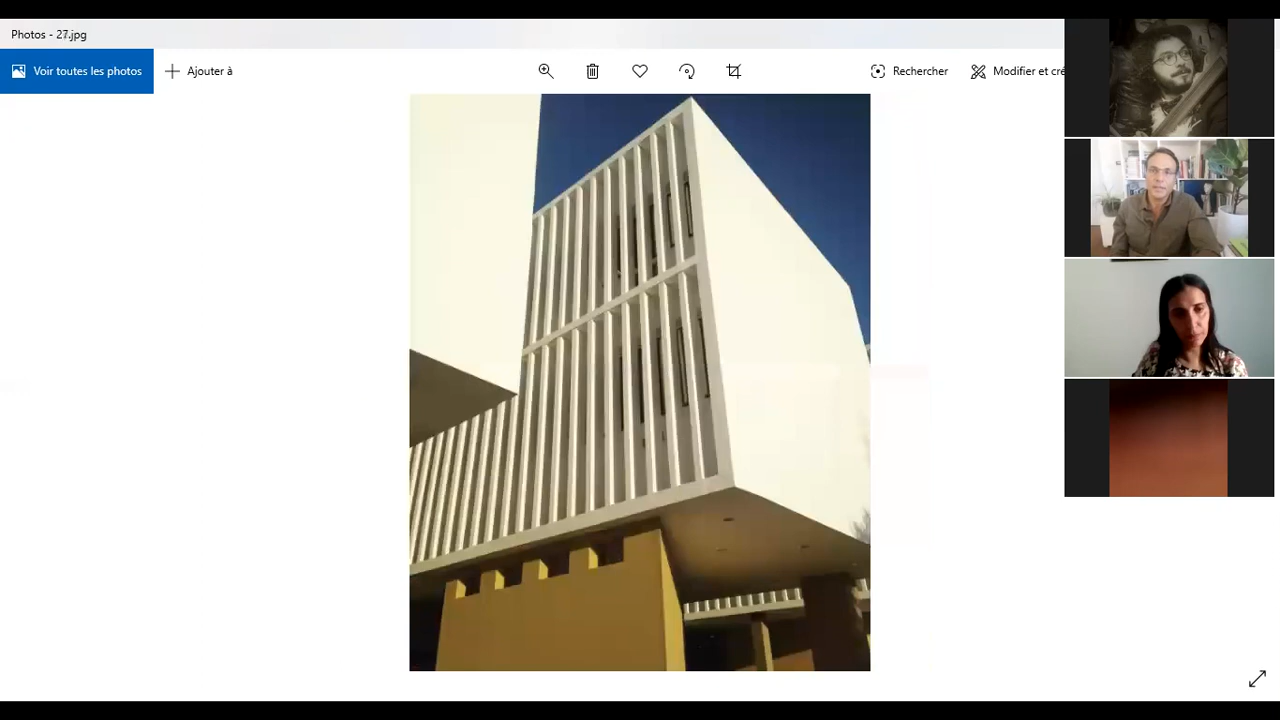 Photos - 27.jpg
Voir toutes les photos
Ajouter à
Rechercher
Modifier et cré